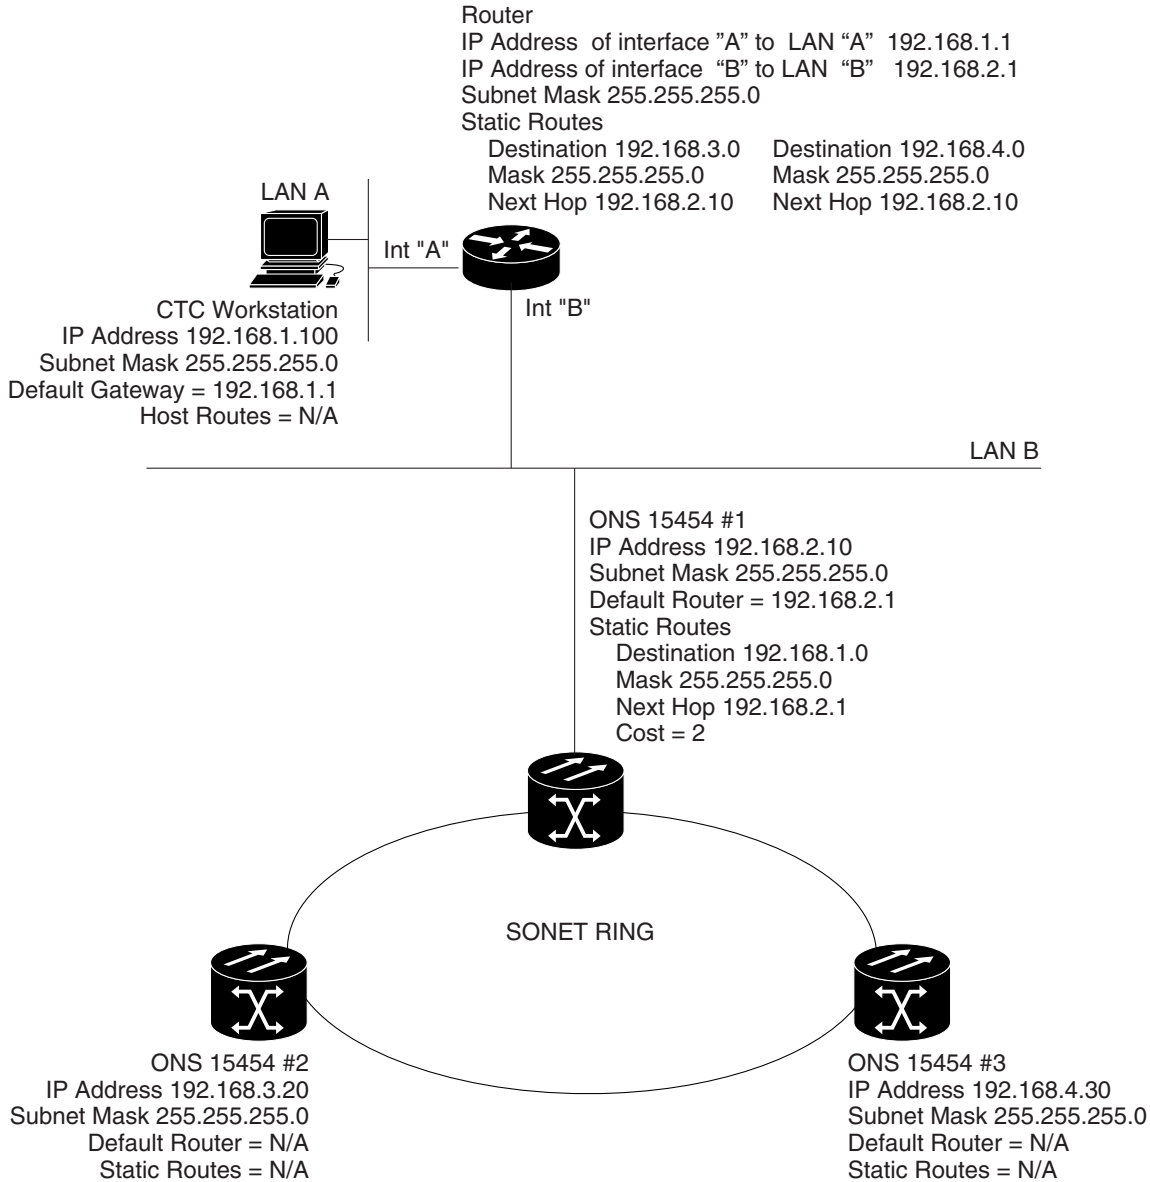 Router
IP Address of interface ”A” to LAN “A” 192.168.1.1
IP Address of interface “B” to LAN “B” 192.168.2.1
Subnet Mask 255.255.255.0
Static Routes
Destination 192.168.3.0 Destination 192.168.4.0
Mask 255.255.255.0 Mask 255.255.255.0
Next Hop 192.168.2.10 Next Hop 192.168.2.10
LAN A
Int "A"
Int "B"
CTC Workstation
IP Address 192.168.1.100
Subnet Mask 255.255.255.0
Default Gateway = 192.168.1.1
Host Routes = N/A
LAN B
ONS 15454 #1
IP Address 192.168.2.10
Subnet Mask 255.255.255.0
Default Router = 192.168.2.1
Static Routes
Destination 192.168.1.0
Mask 255.255.255.0
Next Hop 192.168.2.1
Cost = 2
SONET RING
ONS 15454 #2
IP Address 192.168.3.20
Subnet Mask 255.255.255.0
Default Router = N/A
Static Routes = N/A
ONS 15454 #3
IP Address 192.168.4.30
Subnet Mask 255.255.255.0
Default Router = N/A
Static Routes = N/A